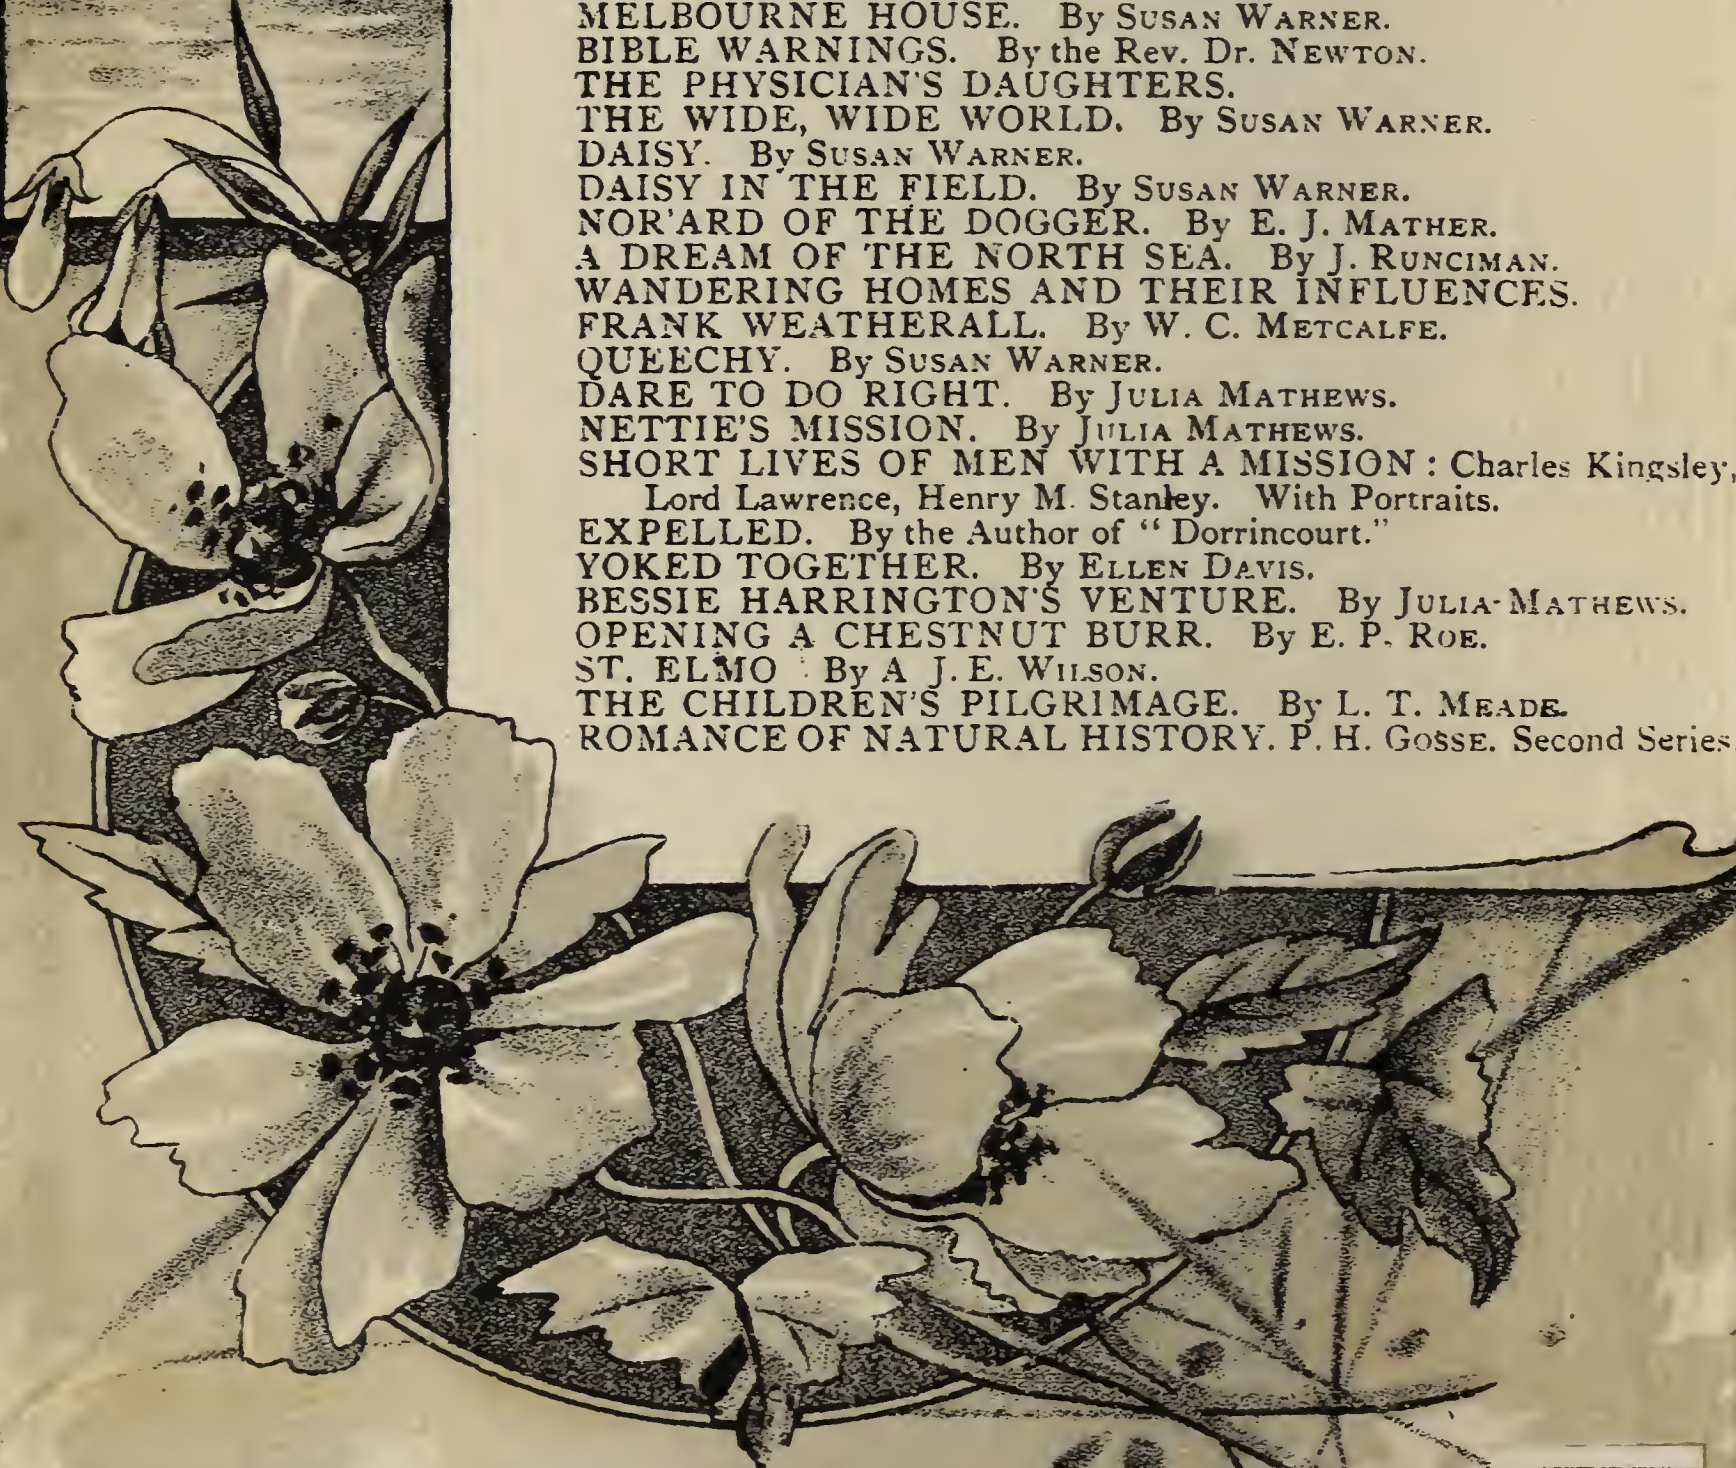 MELBOURNE HOUSE. By SUSAN WARNER.
BIBLE WARNINGS. By the Rev. Dr. NEWTON.
THE PHYSICIAN'S DAUGHTERS.
THE WIDE, WIDE WORLD. By SUSAN WARNER.
DAISY. By SUSAN WARNER.
DAISY IN THE FIELD. By SUSAN WARNER.
NOR'ARD OF THE DOGGER. By E. J. MATHER.
A DREAM OF THE NORTH SEA. By J. RUNCIMAN.
WANDERING HOMES AND THEIR INFLUENCES.
FRANK WEATHERALL. By W. C. METCALFE.
QUEECHY. By SUSAN WARNER.
DARE TO DO RIGHT. By JULIA MATHEWS.
NETTIE'S MISSION. By JULIA MATHEWS.
SHORT LIVES OF MEN WITH A MISSION: Charles Kingsley,
Lord Lawrence, Henry M. Stanley. With Portraits.
EXPELLED. By the Author of "Dorrincourt."
YOKED TOGETHER. By ELLEN DAVIS.
BESSIE HARRINGTON'S VENTURE. By JULIA MATHEWS.
OPENING A CHESTNUT BURR. By E. P. ROE.
ST. ELMO. By A J. E. WILSON.
THE CHILDREN'S PILGRIMAGE. By L. T. MEADE.
ROMANCE OF NATURAL HISTORY. P. H. GOSSE. Second Series